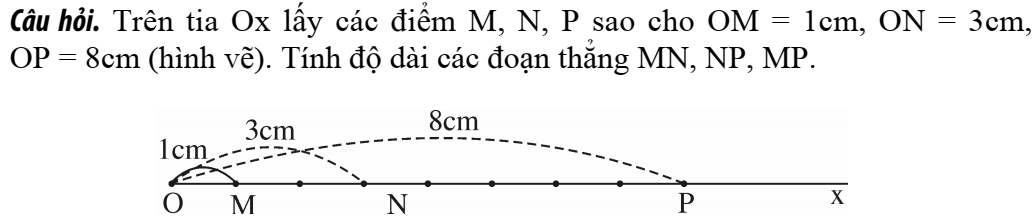 Câu hỏi. Trên tia Ox lấy các điểm M, N, P sao cho OM = 1cm, ON = 3cm,
OP = 8cm (hình vẽ). Tính độ dài các đoạn thẳng MN, NP, MP.
8cm
3cm
1cm
O M N P x